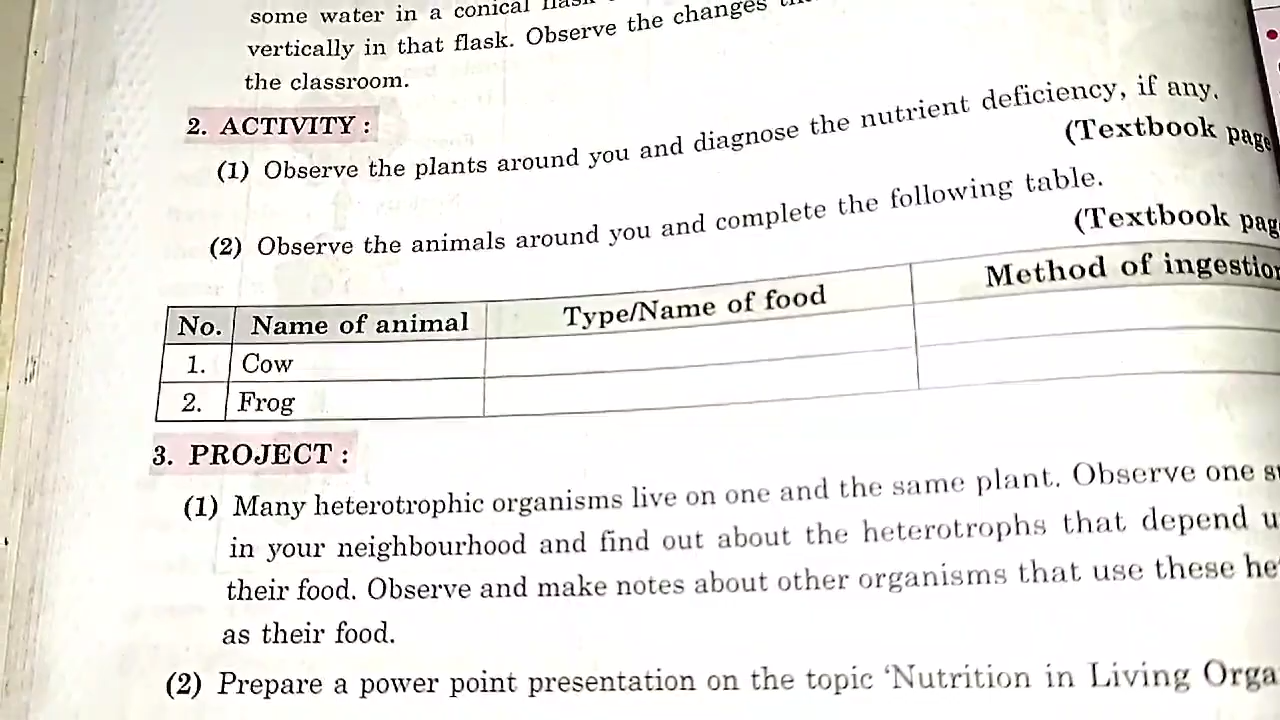 some water in a conical flask
vertically in that flask. Observe the changes
the classroom.
2. ACTIVITY :
(1) Observe the plants around you and diagnose the nutrient deficiency, if any.
(Textbook page
(2) Observe the animals around you and complete the following table.
(Textbook pag
No. Name of animal Type/Name of food Method of ingestion
1. Cow
2. Frog
3. PROJECT :
(1) Many heterotrophic organisms live on one and the same plant. Observe one
in your neighbourhood and find out about the heterotrophs that depend
their food. Observe and make notes about other organisms that use these
as their food.
(2) Prepare a power point presentation on the topic ‘Nutrition in Living